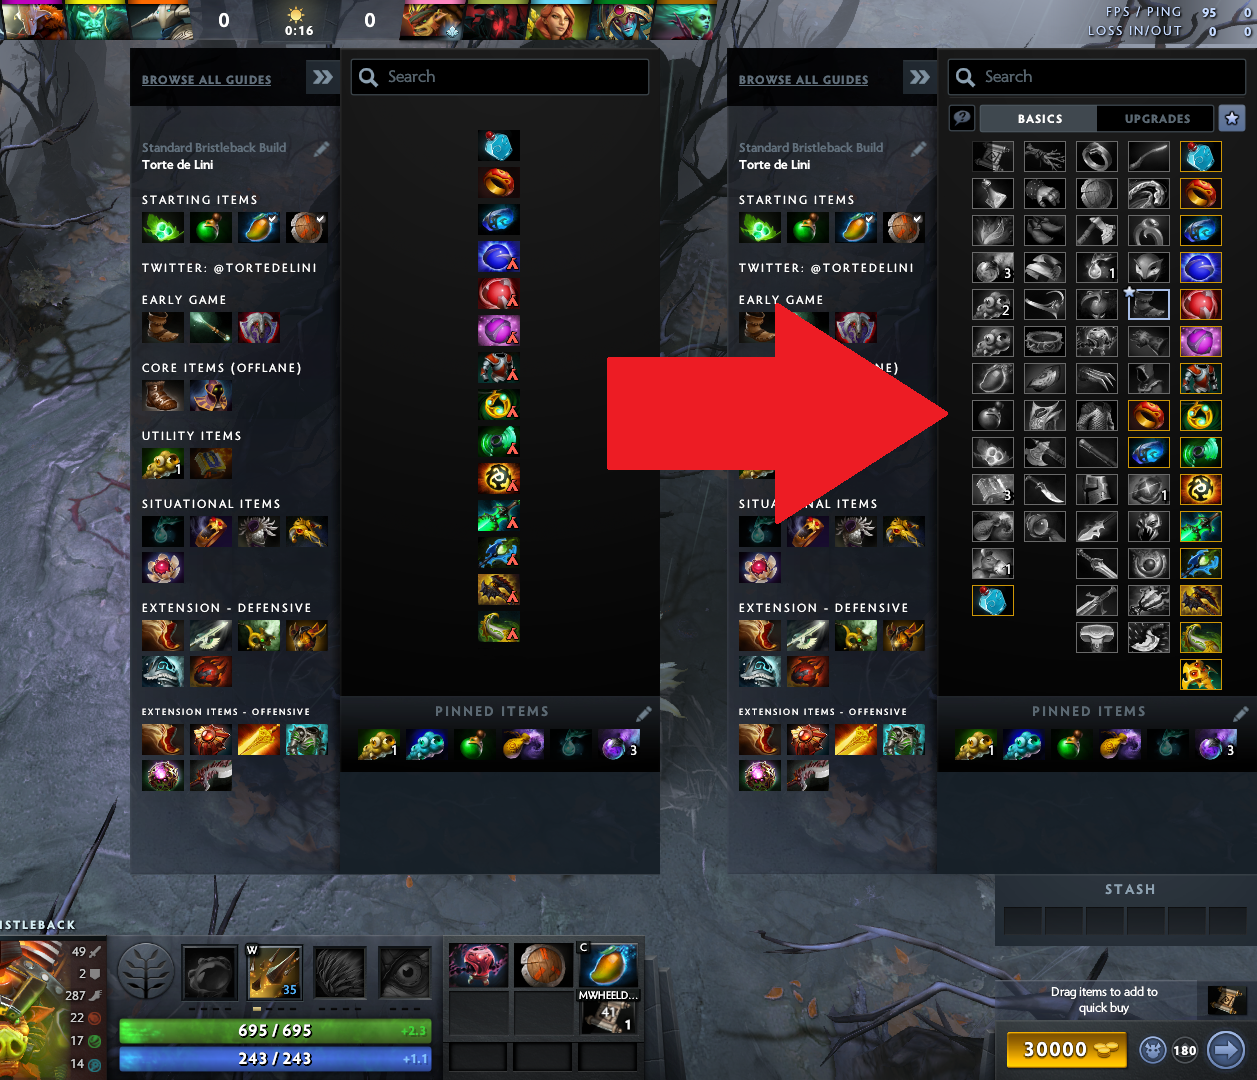 0
0:16
0
FPS / PING 95 0
LOSS IN/OUT 0 0
BROWSE ALL GUIDES
Search
Standard Bristleback Build
Torte de Lini
STARTING ITEMS
TWITTER: @TORTEDELINI
EARLY GAME
CORE ITEMS (OFFLANE)
UTILITY ITEMS
1
SITUATIONAL ITEMS
EXTENSION - DEFENSIVE
EXTENSION ITEMS - OFFENSIVE
PINNED ITEMS
1
3
BROWSE ALL GUIDES
Search
BASICS UPGRADES
Standard Bristleback Build
Torte de Lini
STARTING ITEMS
TWITTER: @TORTEDELINI
EARLY GAME
E)
SITUA NAL ITEMS
EXTENSION - DEFENSIVE
EXTENSION ITEMS - OFFENSIVE
3
1
2
3
1
1
PINNED ITEMS
1
3
STASH
ISTLEBACK
49
2
287
22
17
14
W
35
695 / 695 +2.3
243 / 243 +1.1
C
MWHEELD...
41
1
Drag items to add to
quick buy
30000
180